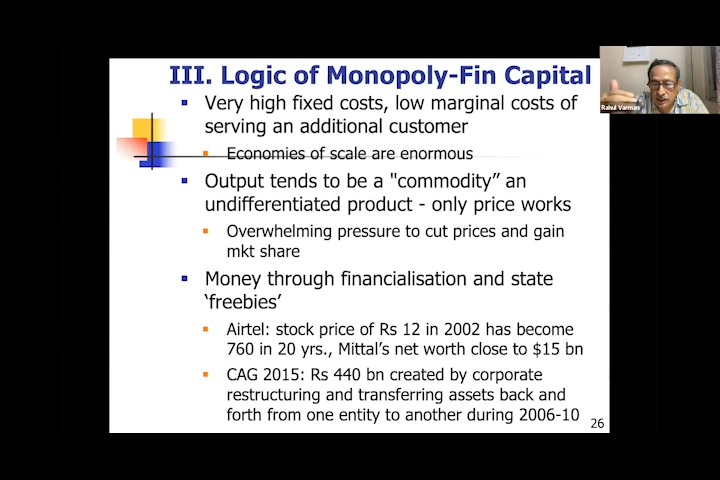 III. Logic of Monopoly-Fin Capital
Very high fixed costs, low marginal costs of
serving an additional customer
Economies of scale are enormous
Output tends to be a "commodity” an
undifferentiated product - only price works
Overwhelming pressure to cut prices and gain
mkt share
Money through financialisation and state
‘freebies’
Airtel: stock price of Rs 12 in 2002 has become
760 in 20 yrs., Mittal’s net worth close to $15 bn
CAG 2015: Rs 440 bn created by corporate
restructuring and transferring assets back and
forth from one entity to another during 2006-10
26
Rahul Varman